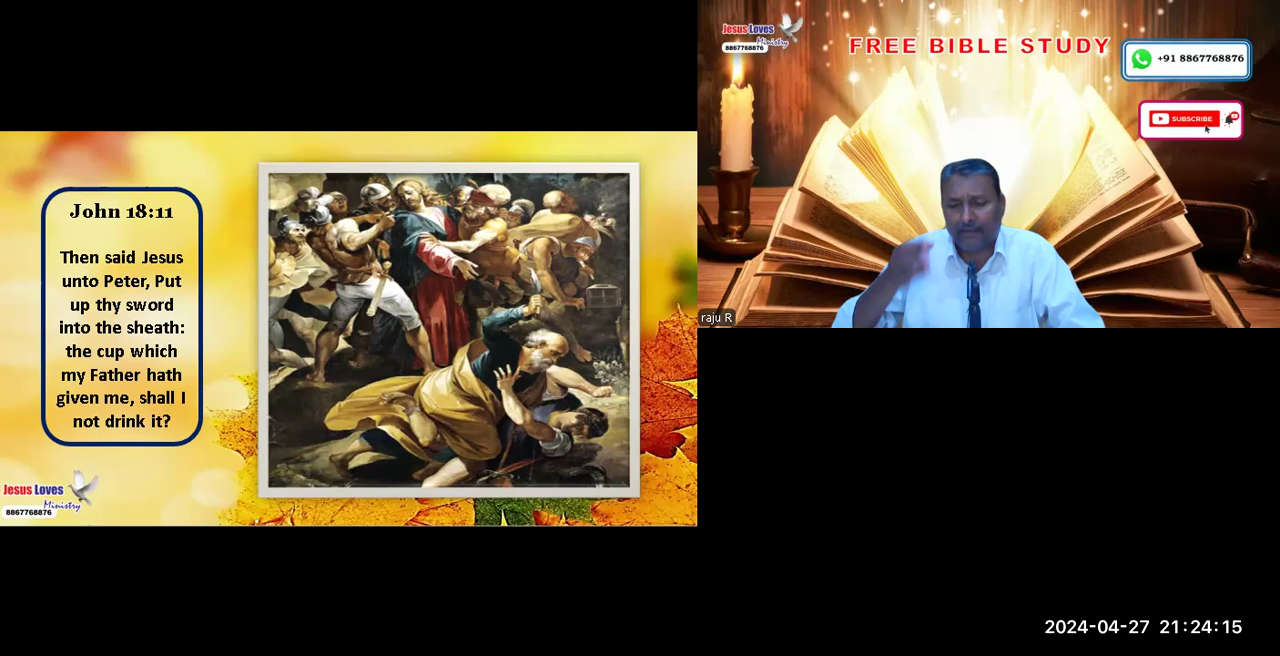 John 18:11
Then said Jesus
unto Peter, Put
up thy sword
into the sheath:
the cup which
my Father hath
given me, shall I
not drink it?
Jesus Loves
Ministry
8867768876
Jesus Loves
Ministry
8867768876
FREE BIBLE STUDY
+91 8867768876
SUBSCRIBE
raju R
2024-04-27 21:24:15